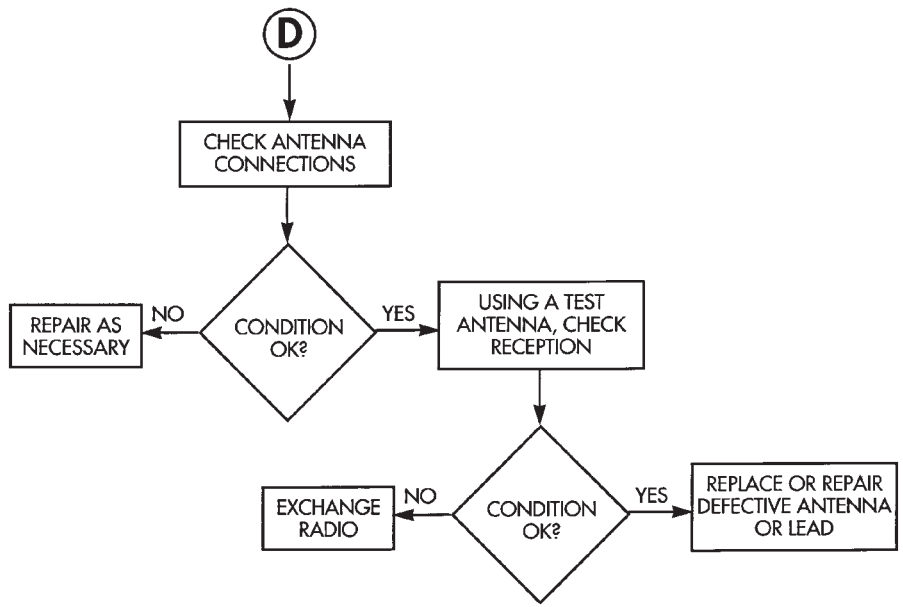 D
CHECK ANTENNA
CONNECTIONS
CONDITION
OK?
NO
REPAIR AS
NECESSARY
YES
USING A TEST
ANTENNA, CHECK
RECEPTION
CONDITION
OK?
NO
EXCHANGE
RADIO
YES
REPLACE OR REPAIR
DEFECTIVE ANTENNA
OR LEAD